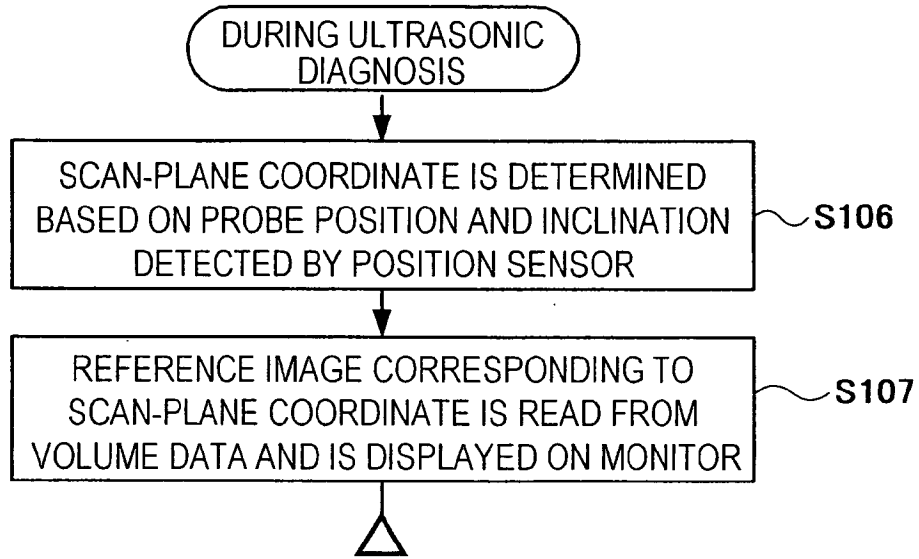 DURING ULTRASONIC
DIAGNOSIS
SCAN-PLANE COORDINATE IS DETERMINED
BASED ON PROBE POSITION AND INCLINATION
DETECTED BY POSITION SENSOR
S106
REFERENCE IMAGE CORRESPONDING TO
SCAN-PLANE COORDINATE IS READ FROM
VOLUME DATA AND IS DISPLAYED ON MONITOR
S107